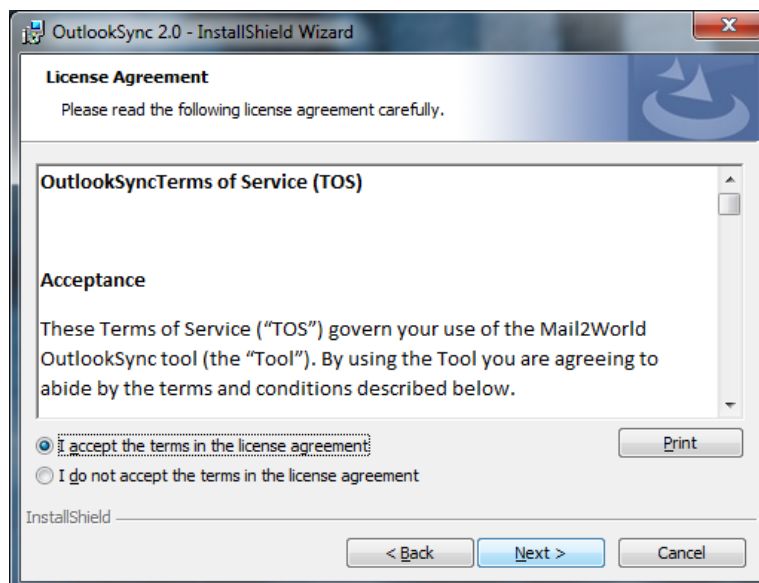 OutlookSync 2.0 - InstallShield Wizard
License Agreement
Please read the following license agreement carefully.
OutlookSyncTerms of Service (TOS)
Acceptance
These Terms of Service (“TOS”) govern your use of the Mail2World
OutlookSync tool (the “Tool”). By using the Tool you are agreeing to
abide by the terms and conditions described below.
I accept the terms in the license agreement
Print
I do not accept the terms in the license agreement
InstallShield
< Back
Next >
Cancel